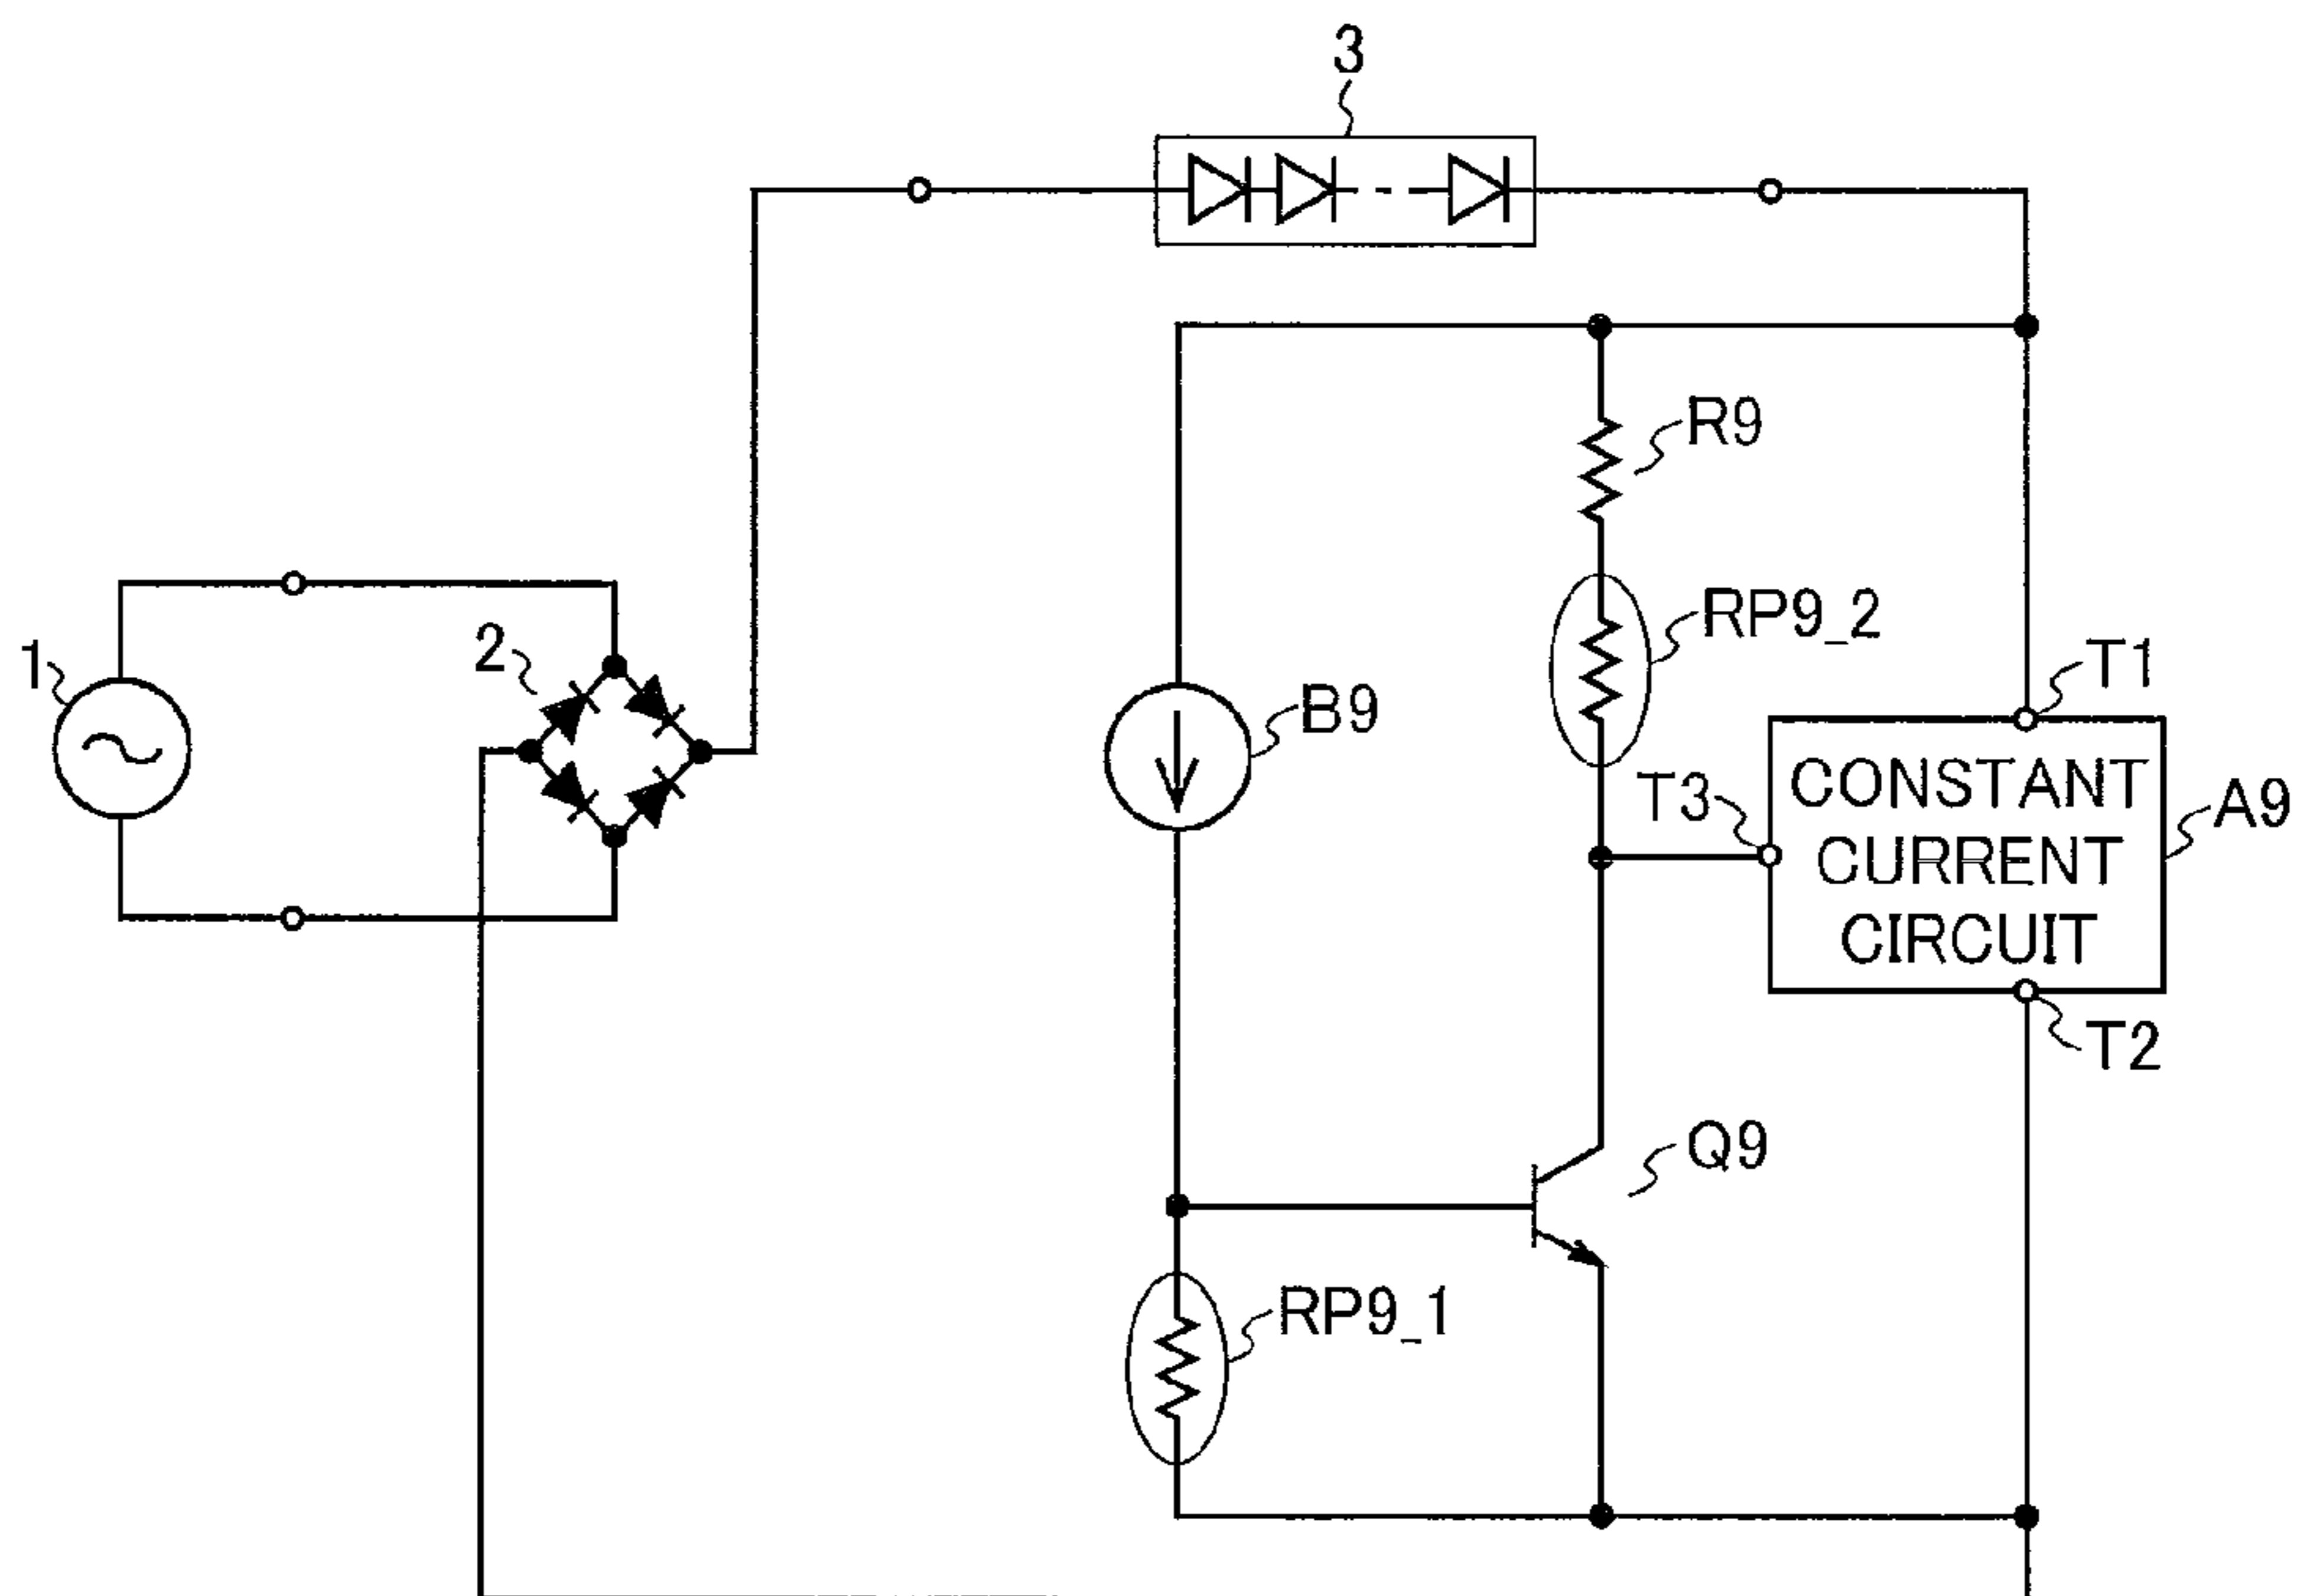 3
R9
RP9_2
1
2
B9
T1
T3
CONSTANT
CURRENT
CIRCUIT
A9
T2
Q9
RP9_1